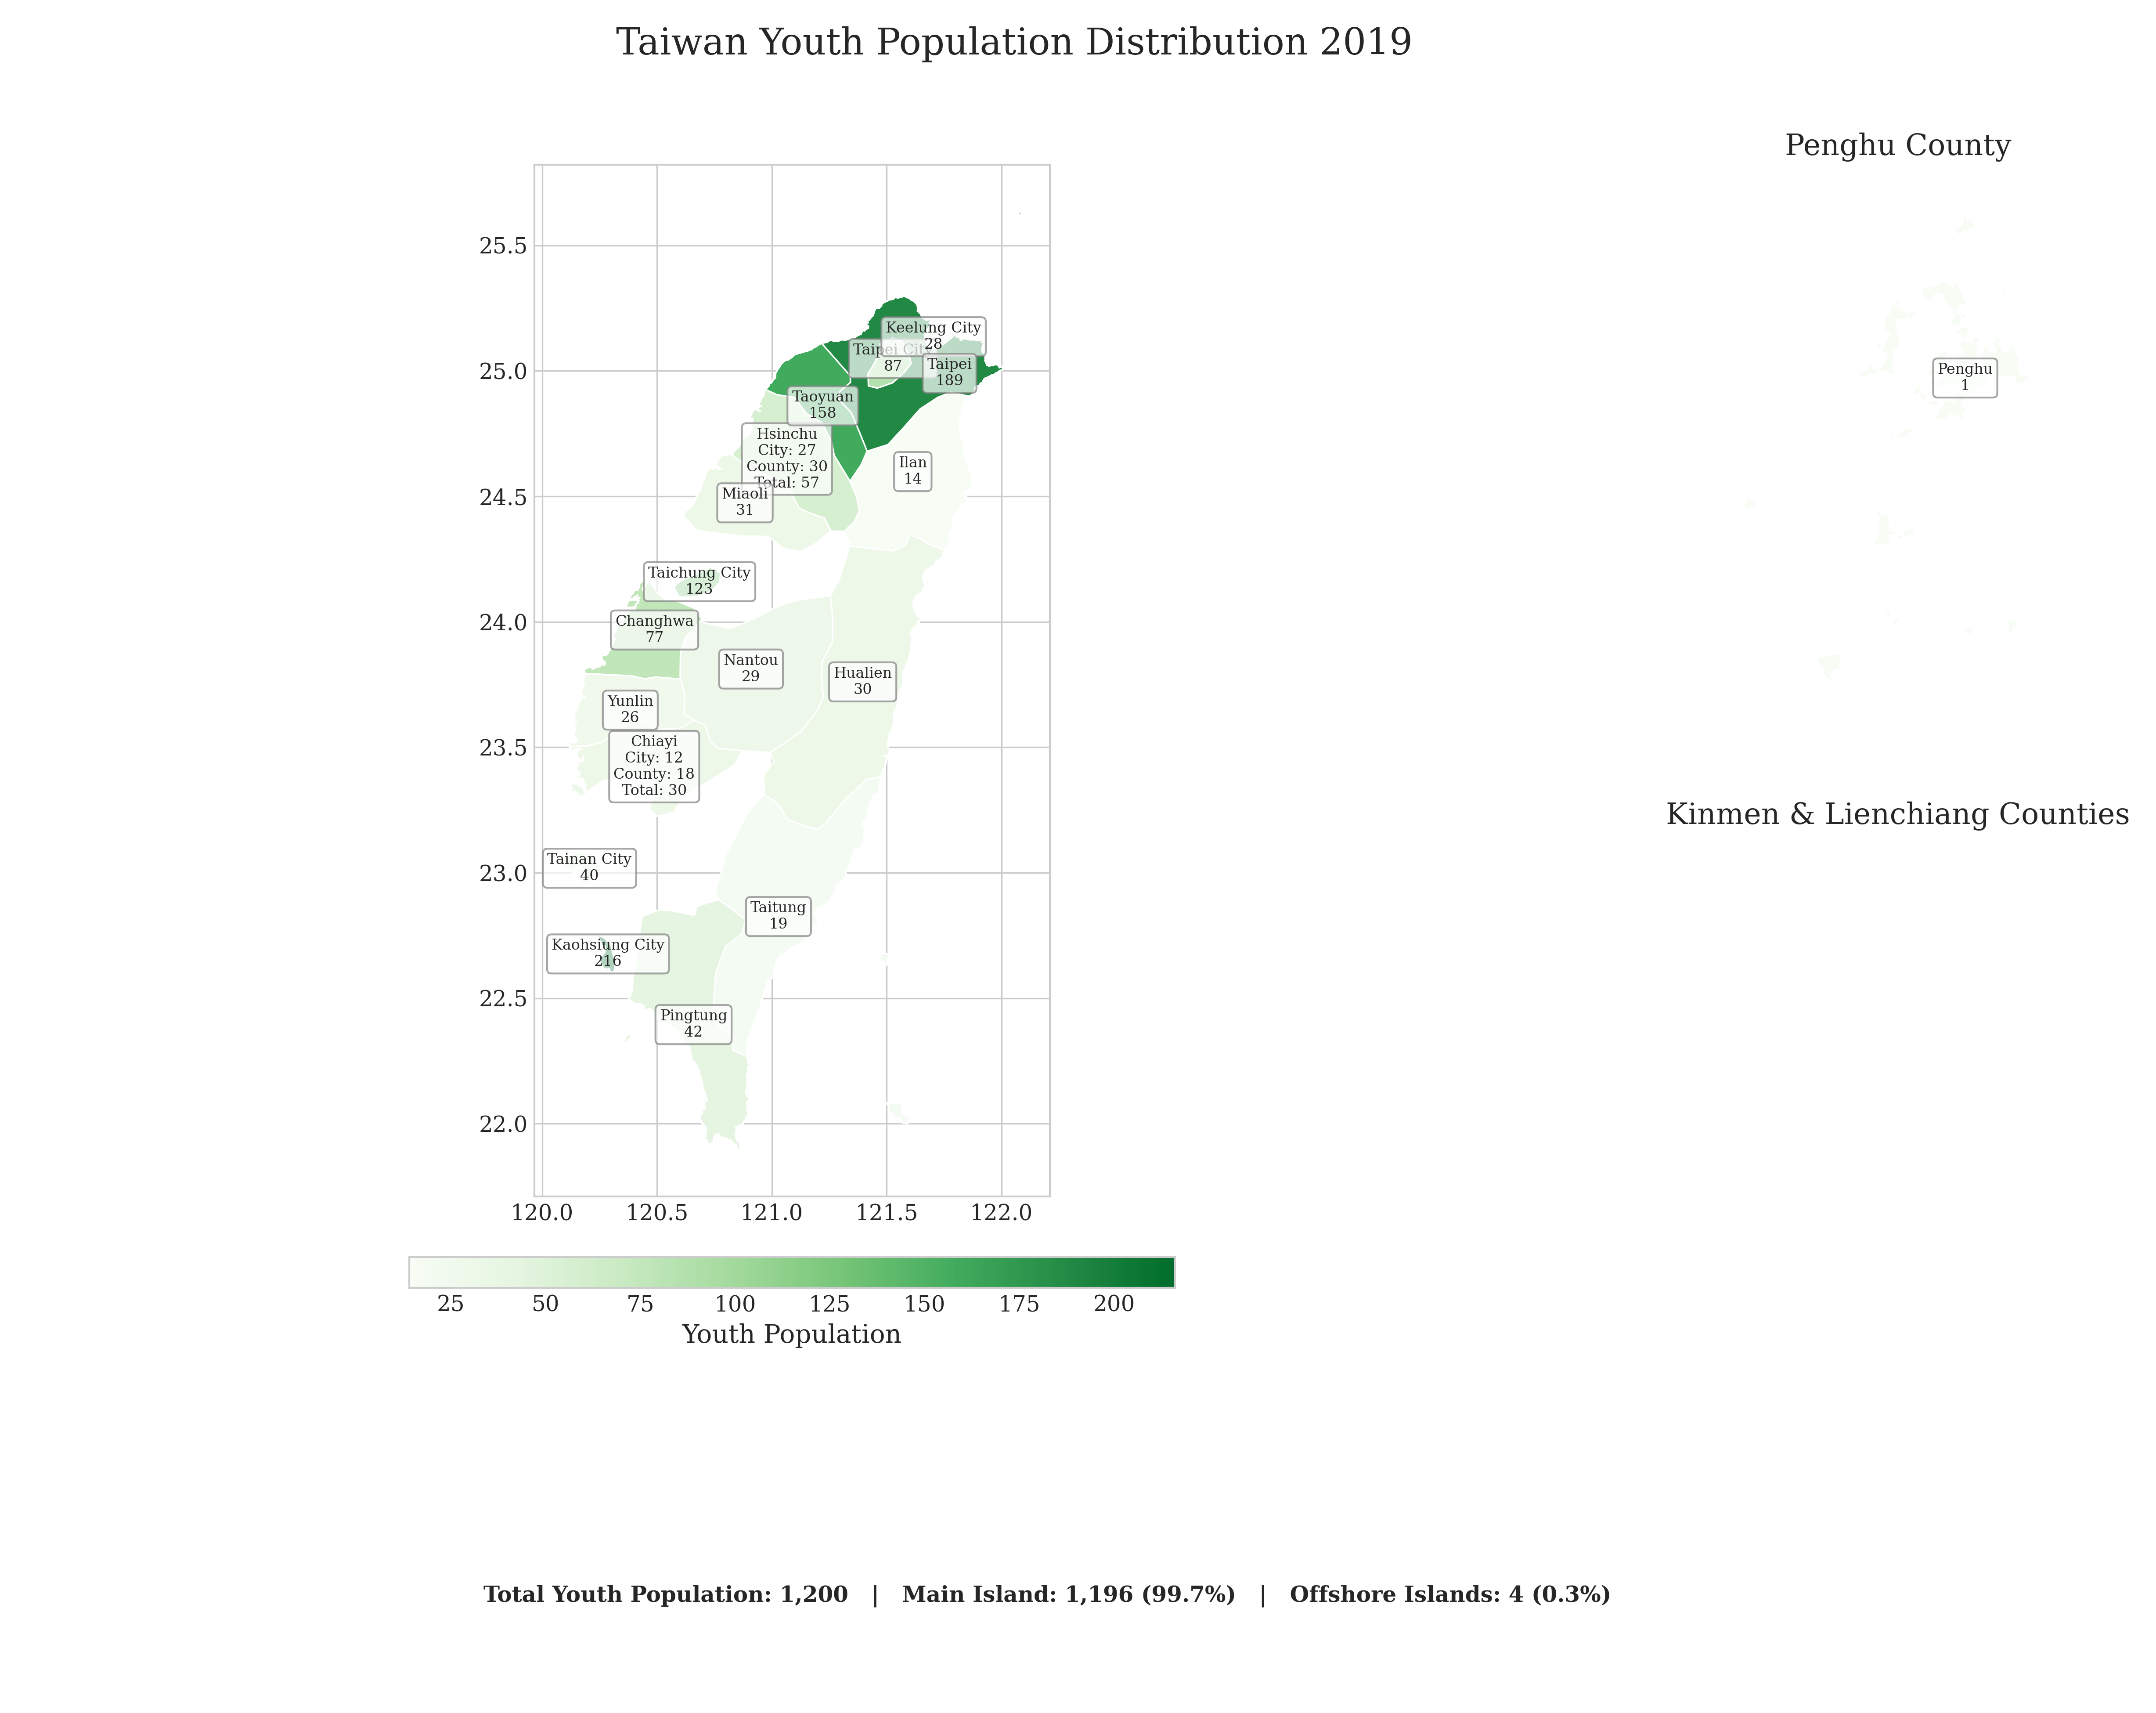 Taiwan Youth Population Distribution 2019
Penghu County
25.5
25.0
24.5
24.0
23.5
23.0
22.5
22.0
120.0 120.5 121.0 121.5 122.0
Keelung City
28
Taipei City
87
Taipei
189
Taoyuan
158
Hsinchu
City: 27
County: 30
Total: 57
Ilan
14
Miaoli
31
Taichung City
123
Changhwa
77
Nantou
29
Hualien
30
Yunlin
26
Chiayi
City: 12
County: 18
Total: 30
Tainan City
40
Taitung
19
Kaohsiung City
216
Pingtung
42
Penghu
1
Kinmen & Lienchiang Counties
25 50 75 100 125 150 175 200
Youth Population
Total Youth Population: 1,200 | Main Island: 1,196 (99.7%) | Offshore Islands: 4 (0.3%)